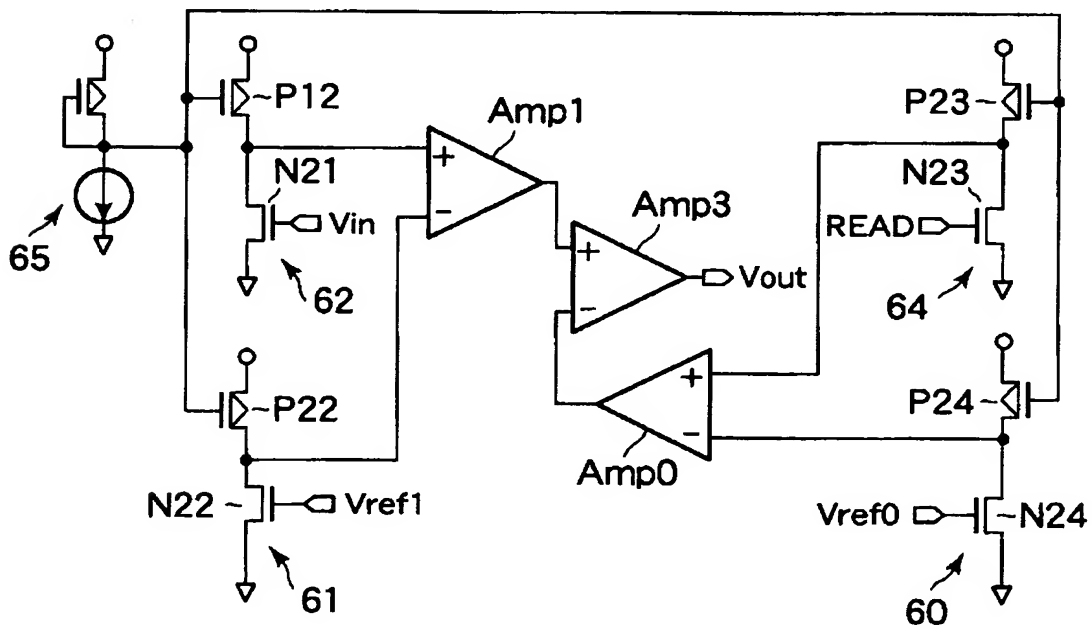 P12
Amp1
P23
N21
Amp3
N23
Vin
READ
65
Vout
62
64
P22
P24
Amp0
N22
Vref1
Vref0
N24
61
60